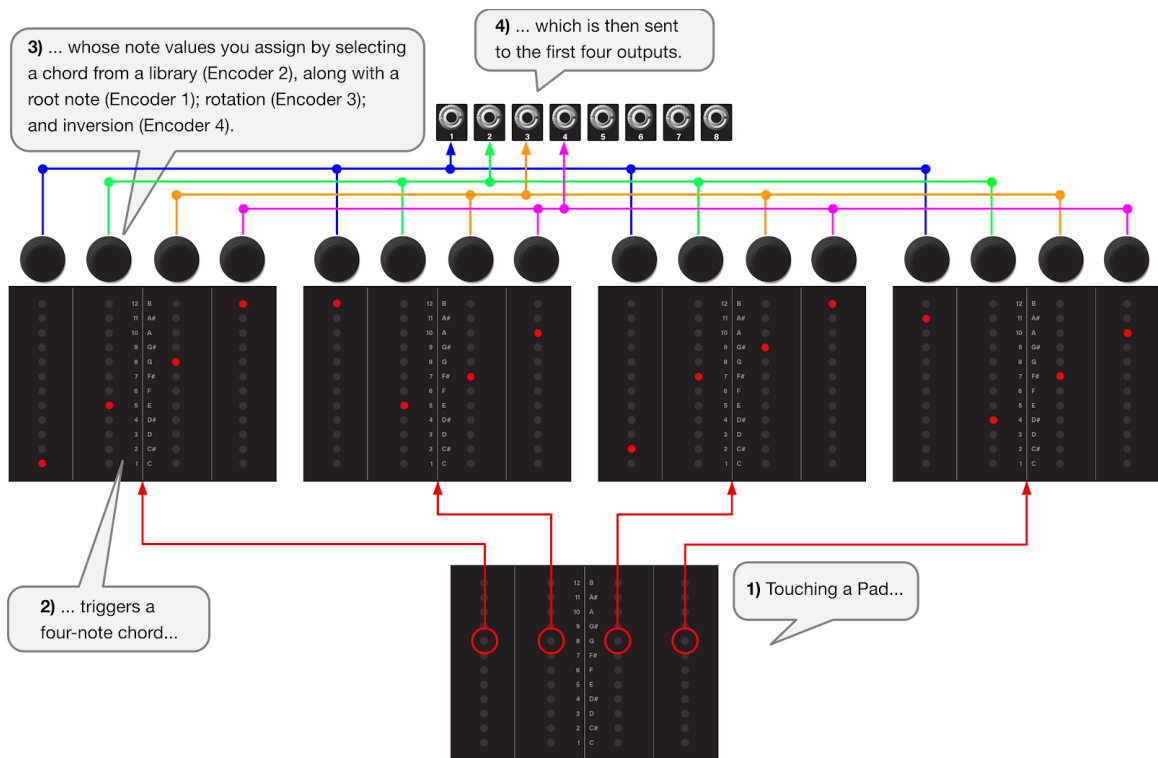 3) ... whose note values you assign by selecting
a chord from a library (Encoder 2), along with a
root note (Encoder 1); rotation (Encoder 3);
and inversion (Encoder 4).
4) ... which is then sent
to the first four outputs.
1 2 3 4 5 6 7 8
12 B
11 A#
10 A
9 G#
8 G
7 F#
6 F
5 E
4 D#
3 D
2 C#
1 C
12 B
11 A#
10 A
9 G#
8 G
7 F#
6 F
5 E
4 D#
3 D
2 C#
1 C
12 B
11 A#
10 A
9 G#
8 G
7 F#
6 F
5 E
4 D#
3 D
2 C#
1 C
12 B
11 A#
10 A
9 G#
8 G
7 F#
6 F
5 E
4 D#
3 D
2 C#
1 C
2) ... triggers a
four-note chord...
12 B
11 A#
10 A
9 G#
8 G
7 F#
6 F
5 E
4 D#
3 D
2 C#
1 C
1) Touching a Pad...